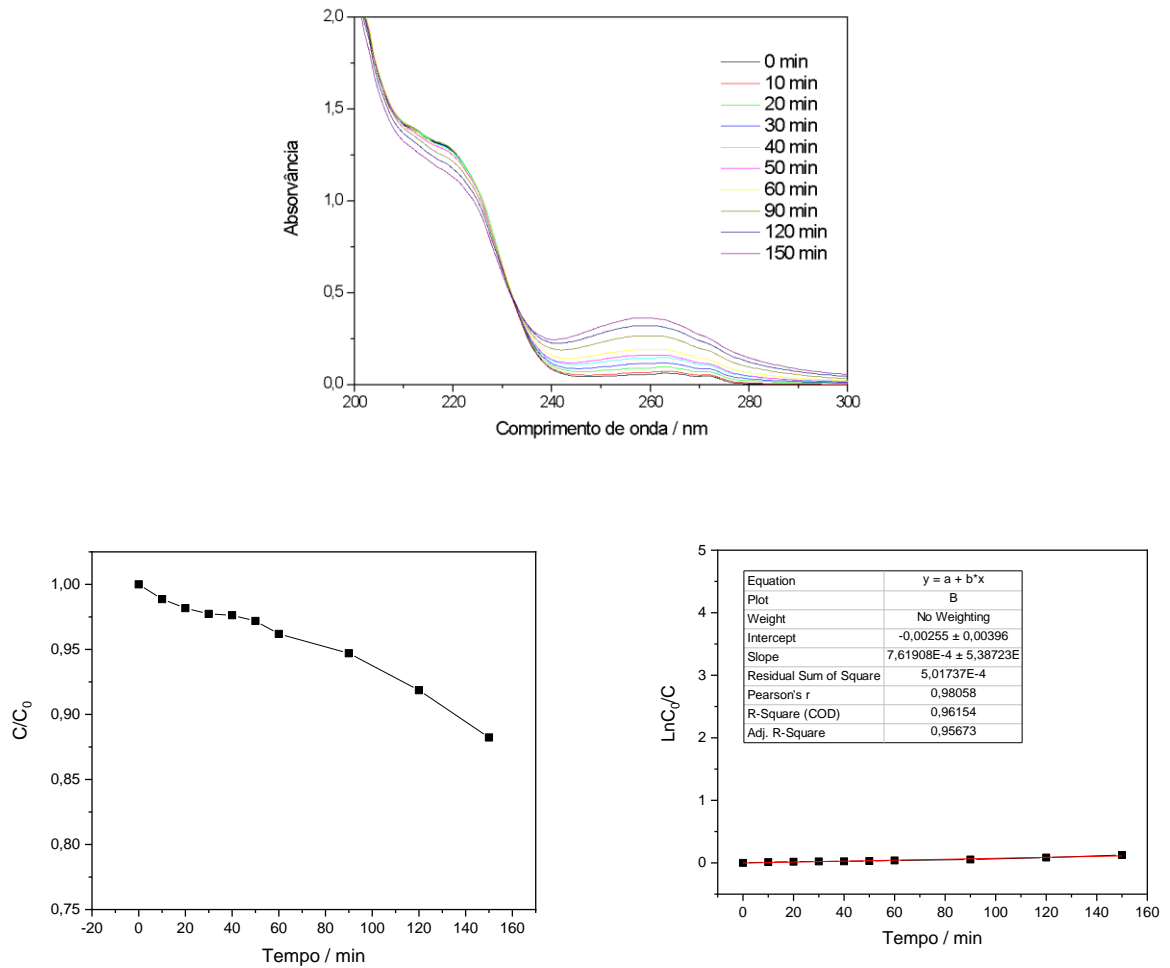 2,0
1,5
1,0
0,5
0,0
Absorvância
200 220 240 260 280 300
Comprimento de onda / nm
0 min
10 min
20 min
30 min
40 min
50 min
60 min
90 min
120 min
150 min
1,00
0,95
0,90
0,85
0,80
0,75
C/C0
-20 0 20 40 60 80 100 120 140 160
Tempo / min
5
4
3
2
1
0
LnC0/C
Equation y = a + b*x
Plot B
Weight No Weighting
Intercept -0,00255 ± 0,00396
Slope 7,61908E-4 ± 5,38723E
Residual Sum of Square 5,01737E-4
Pearson's r 0,98058
R-Square (COD) 0,96154
Adj. R-Square 0,95673
0 20 40 60 80 100 120 140 160
Tempo / min